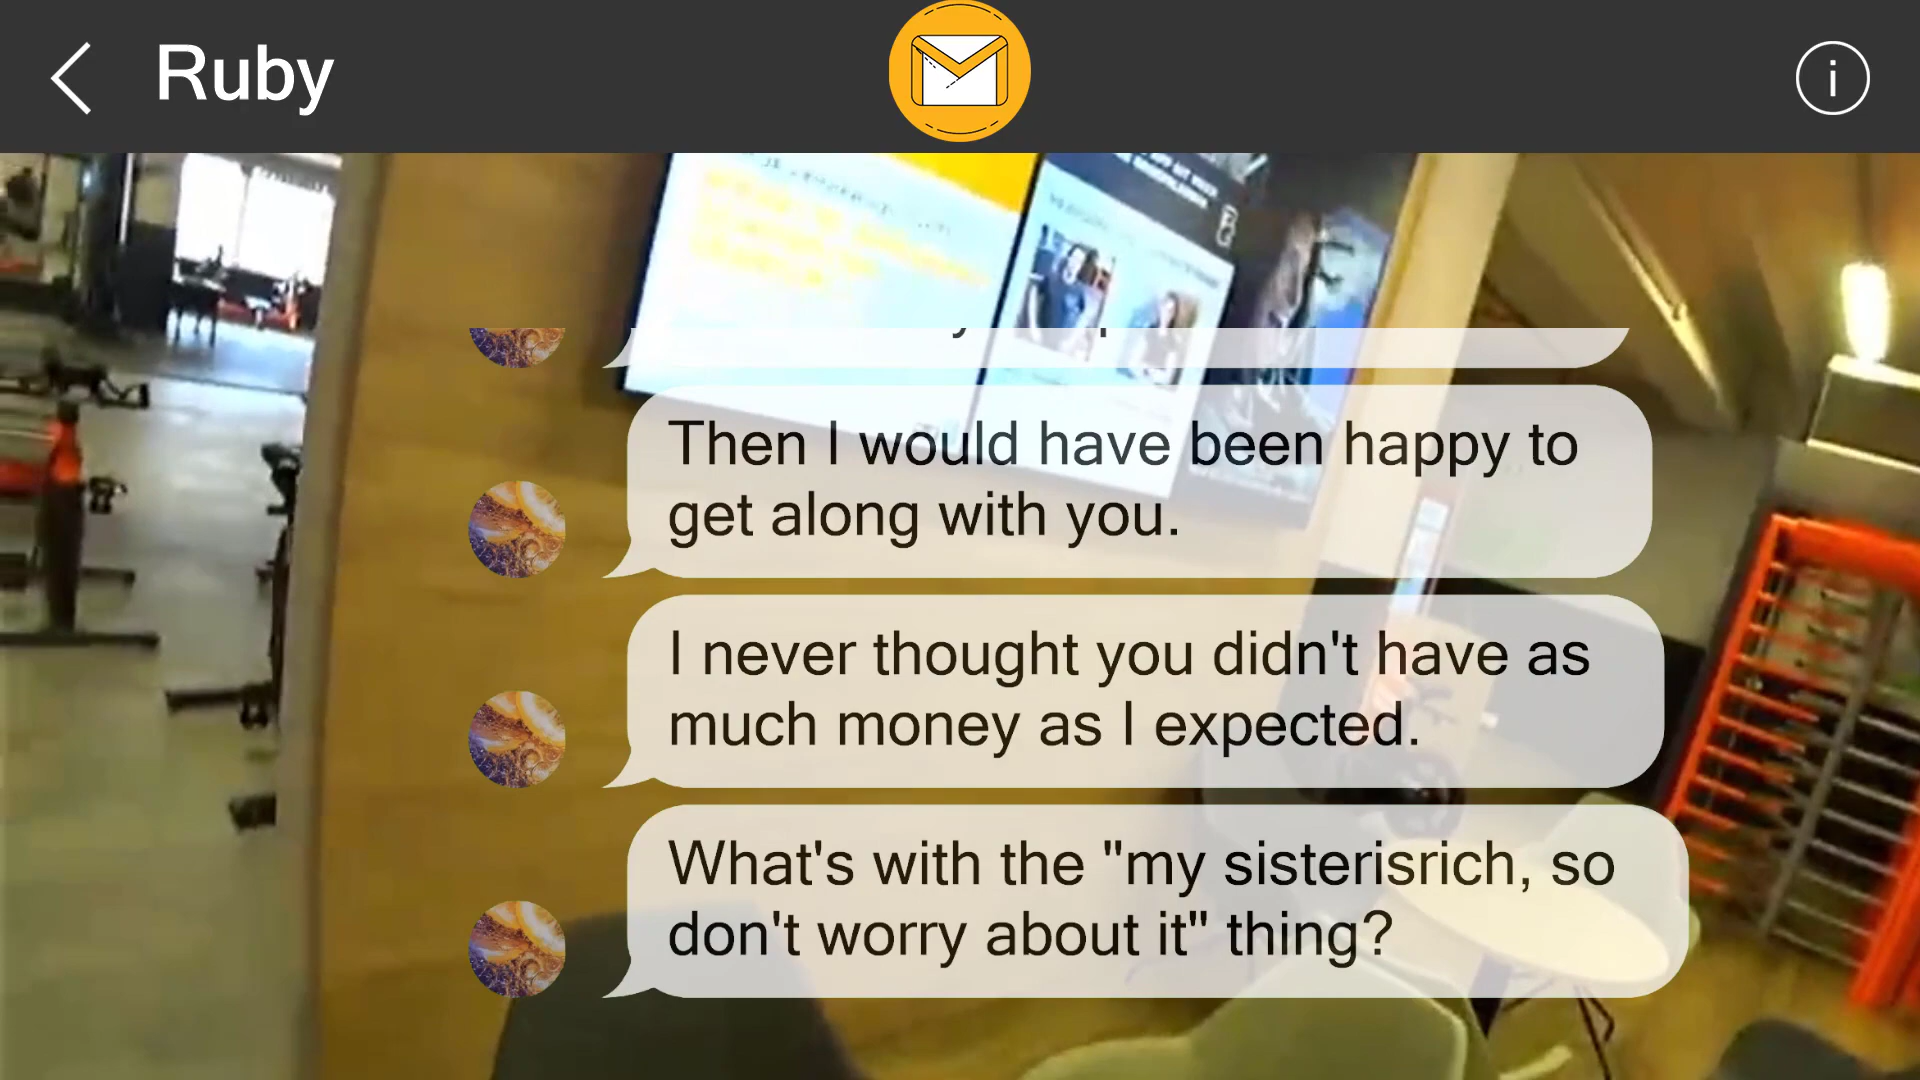 Ruby
Then I would have been happy to
get along with you.
I never thought you didn't have as
much money as I expected.
What's with the "my sisterisrich, so
don't worry about it" thing?